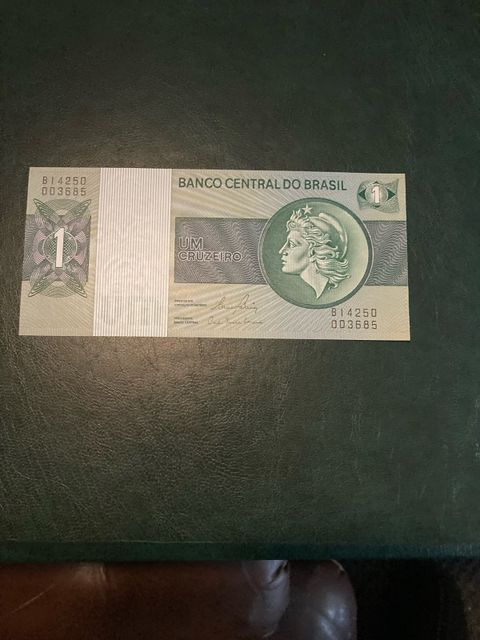 B14250
003685
BANCO CENTRAL DO BRASIL
1
1
UM
CRUZEIRO
B14250
003685